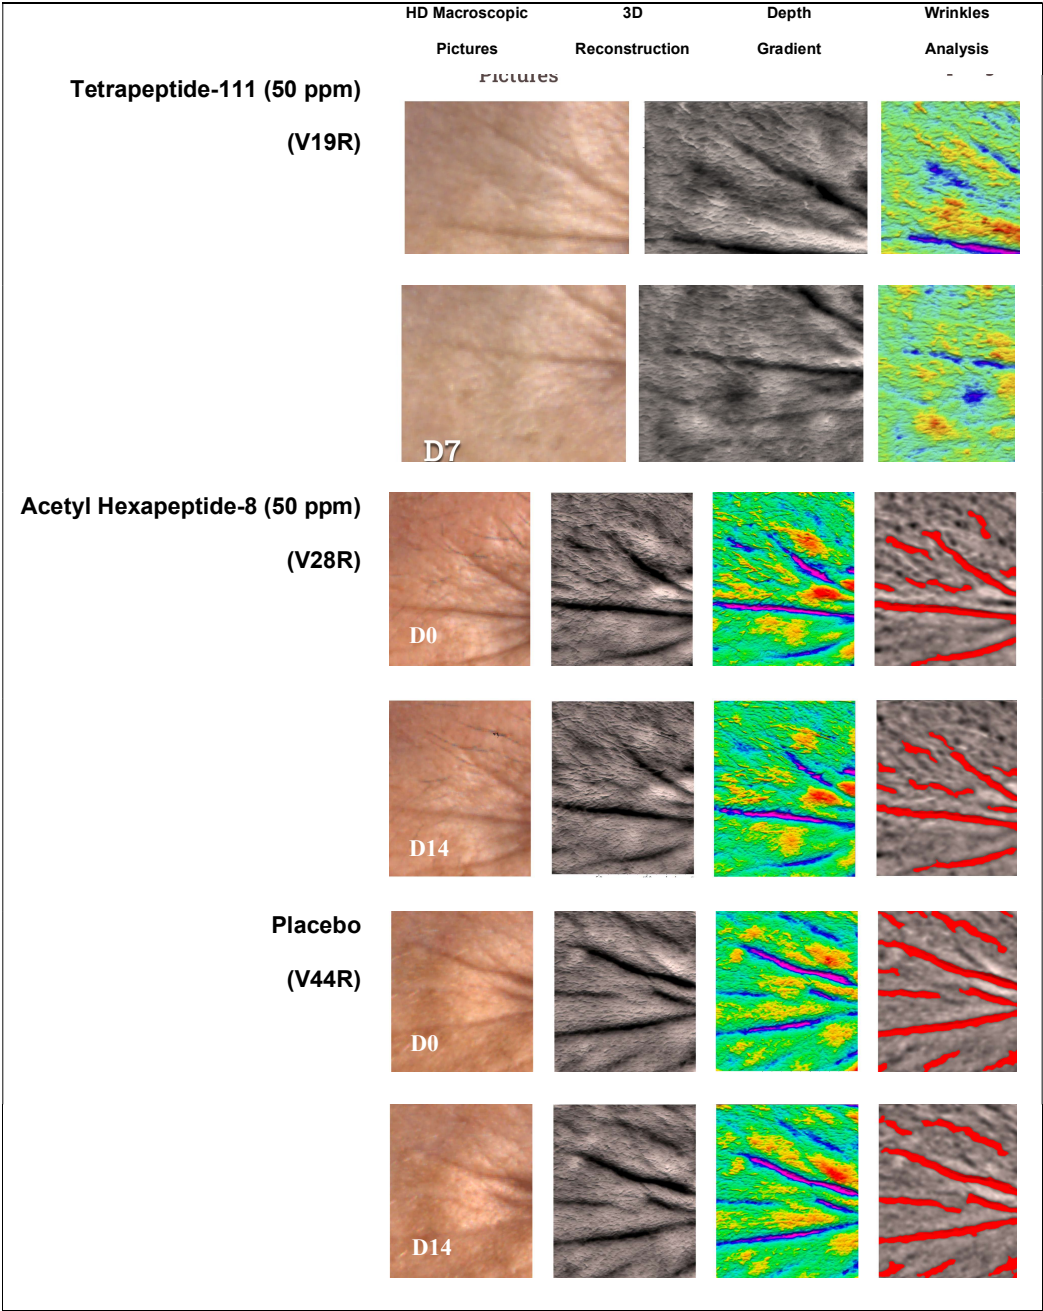 HD Macroscopic 3D Depth Wrinkles
Pictures Reconstruction Gradient Analysis
Pictures
Tetrapeptide-111 (50 ppm)
(V19R)
D7
Acetyl Hexapeptide-8 (50 ppm)
(V28R)
D0
D14
Placebo
(V44R)
D0
D14